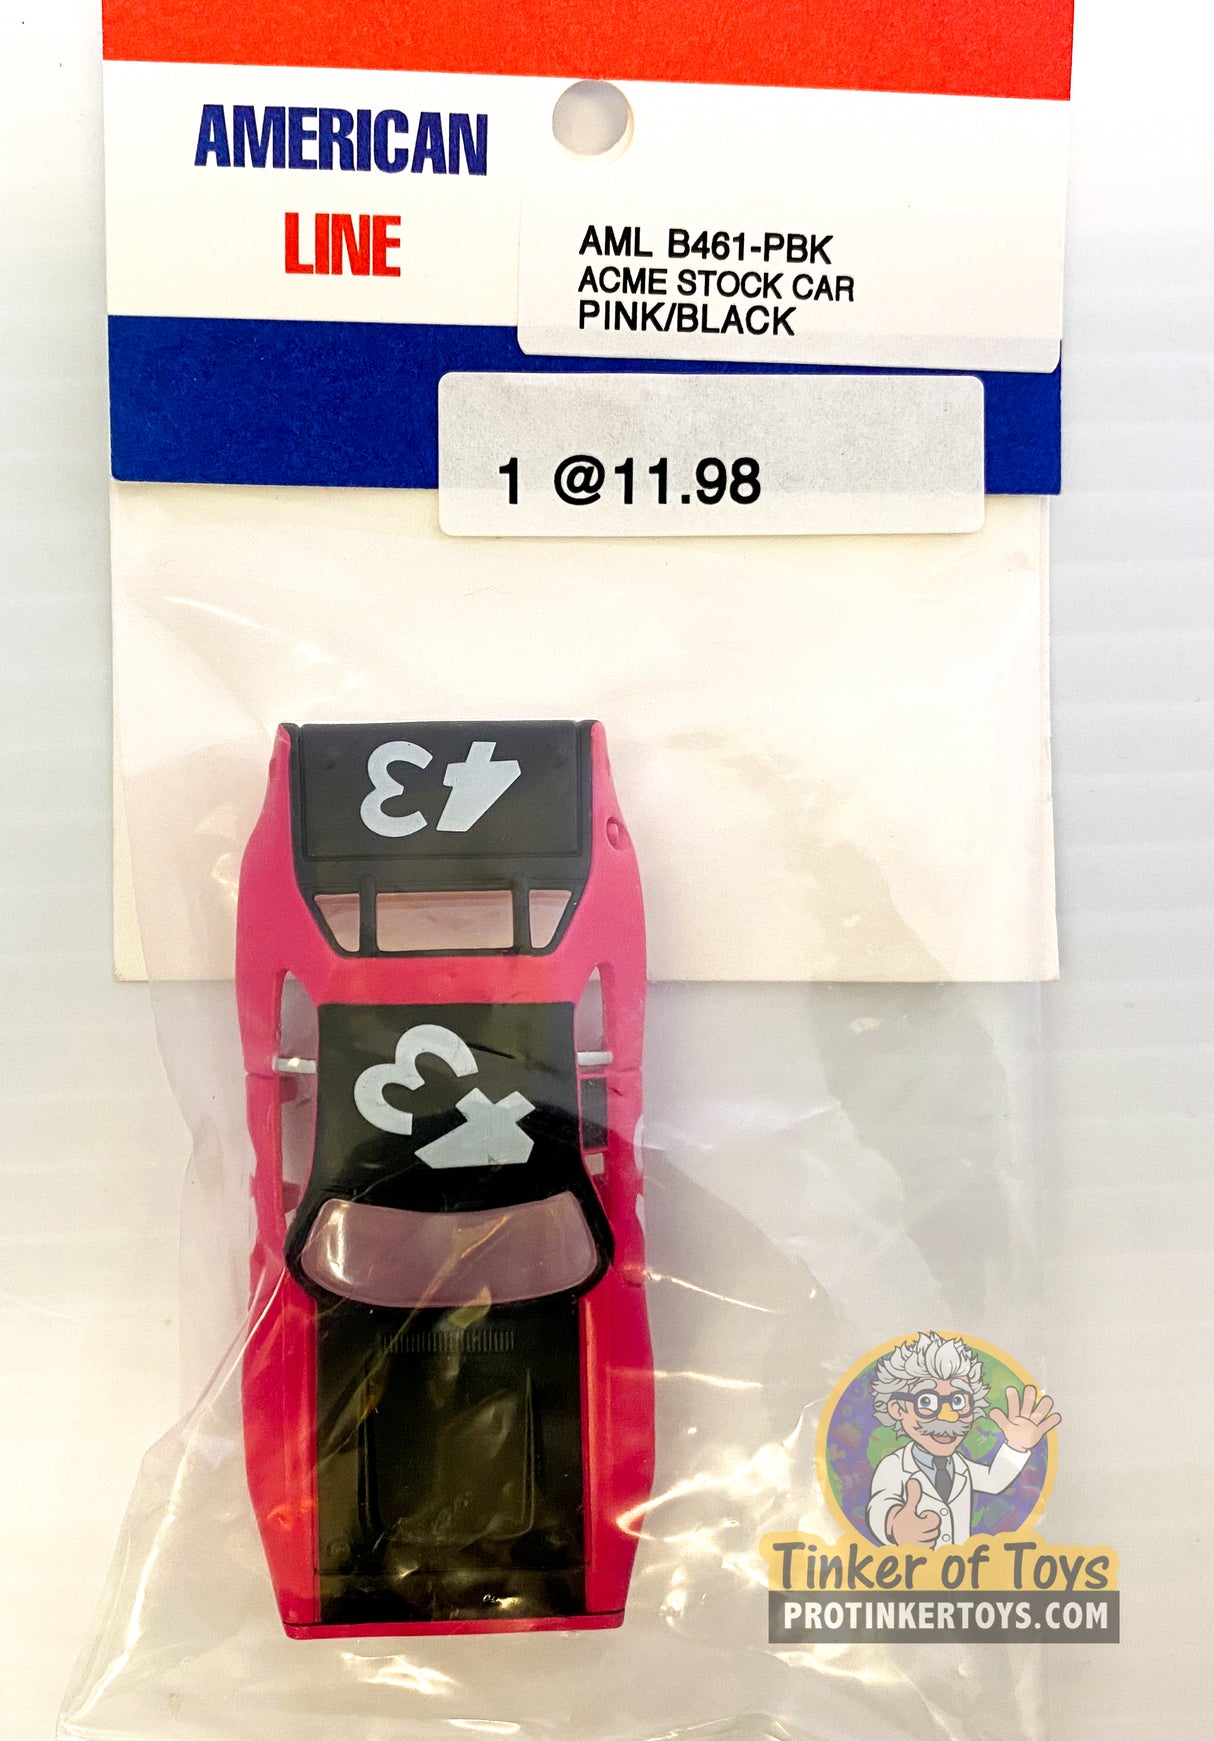 AMERICAN
LINE
AML B461-PBK
ACME STOCK CAR
PINK/BLACK
1 @11.98
43
43
Tinker of Toys
PROTINKERTOYS.COM